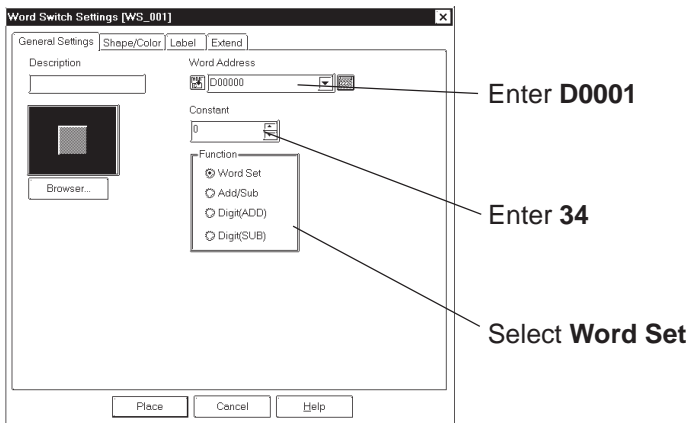 Word Switch Settings [WS_001]
General Settings Shape/Color Label Extend
Description
Word Address
D00000
Constant
0
Browser...
Function
Word Set
Add/Sub
Digit(ADD)
Digit(SUB)
Place Cancel Help
Enter D0001
Enter 34
Select Word Set